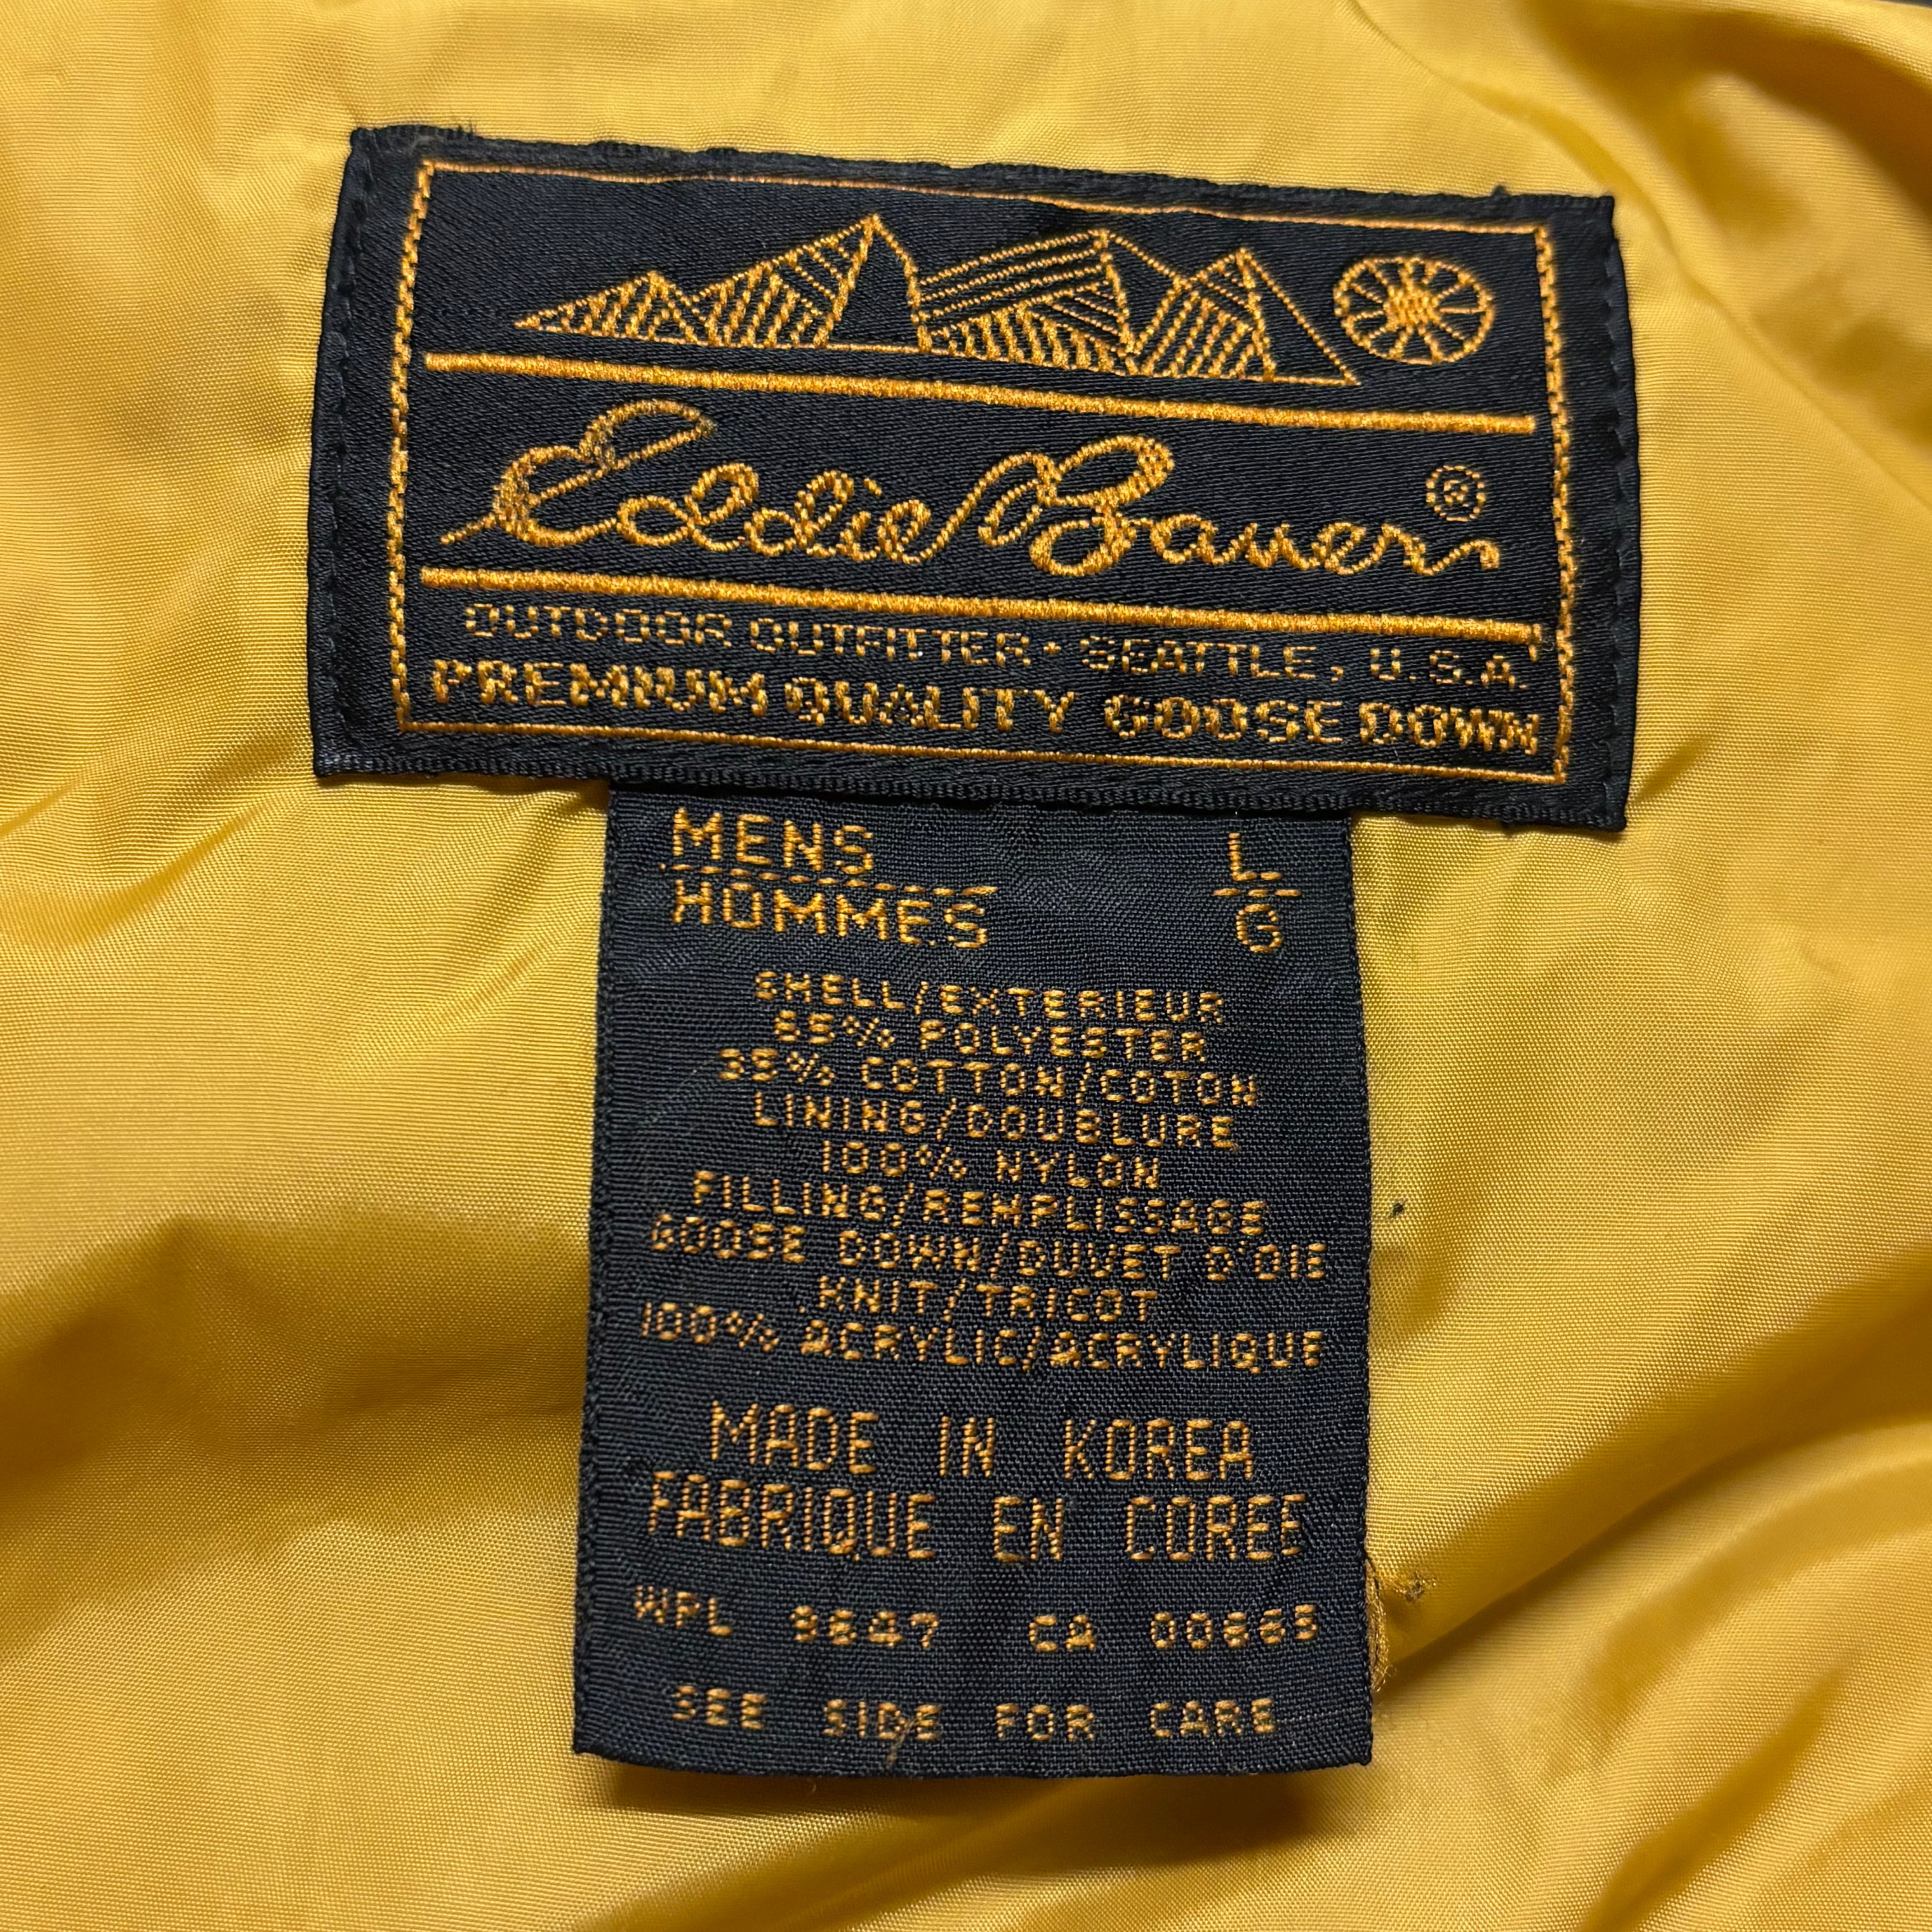 Eddie Bauer®
OUTDOOR OUTFITTER · SEATTLE, U.S.A.
PREMIUM QUALITY GOOSE DOWN
MENS L
HOMMES G
SHELL/EXTERIEUR
65% POLYESTER
35% COTTON/COTON
LINING/DOUBLURE
100% NYLON
FILLING/REMPLISSAGE
GOOSE DOWN/DUVET D'OIE
KNIT/TRICOT
100% ACRYLIC/ACRYLIQUE
MADE IN KOREA
FABRIQUE EN COREE
WPL 9647 CA 00665
SEE SIDE FOR CARE